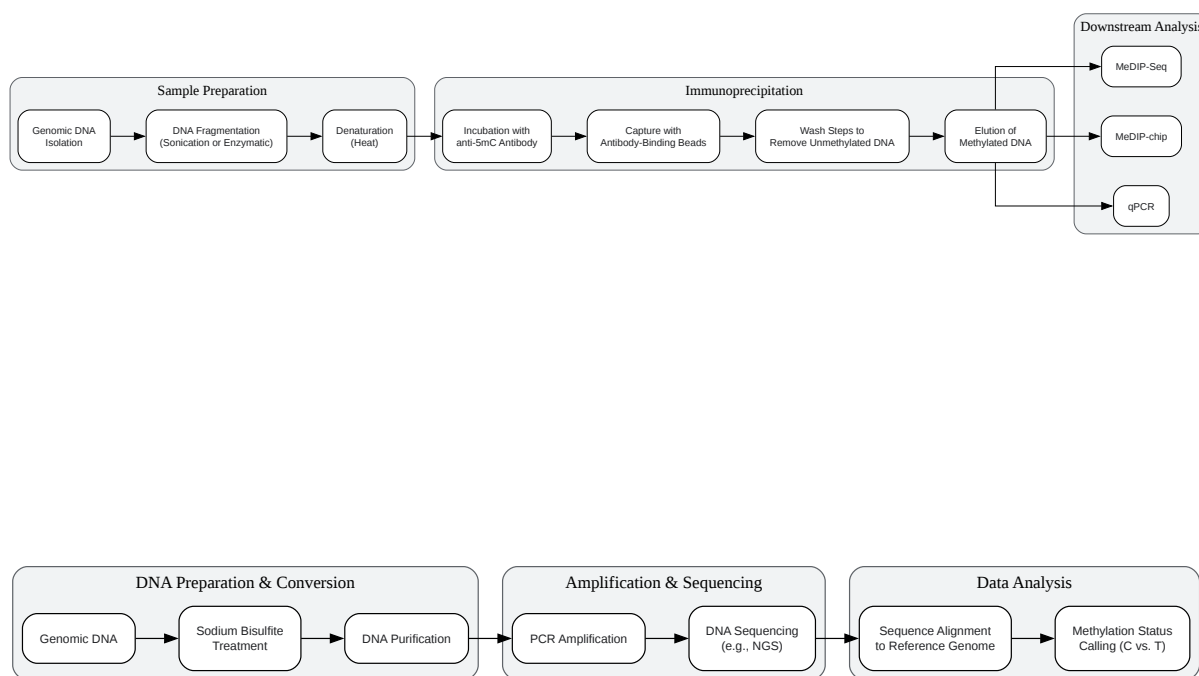 Sample Preparation
Genomic DNA
Isolation
DNA Fragmentation
(Sonication or Enzymatic)
Denaturation
(Heat)
Immunoprecipitation
Incubation with
anti-5mC Antibody
Capture with
Antibody-Binding Beads
Wash Steps to
Remove Unmethylated DNA
Elution of
Methylated DNA
Downstream Analysis
MeDIP-Seq
MeDIP-chip
qPCR
DNA Preparation & Conversion
Genomic DNA
Sodium Bisulfite
Treatment
DNA Purification
Amplification & Sequencing
PCR Amplification
DNA Sequencing
(e.g., NGS)
Data Analysis
Sequence Alignment
to Reference Genome
Methylation Status
Calling (C vs. T)